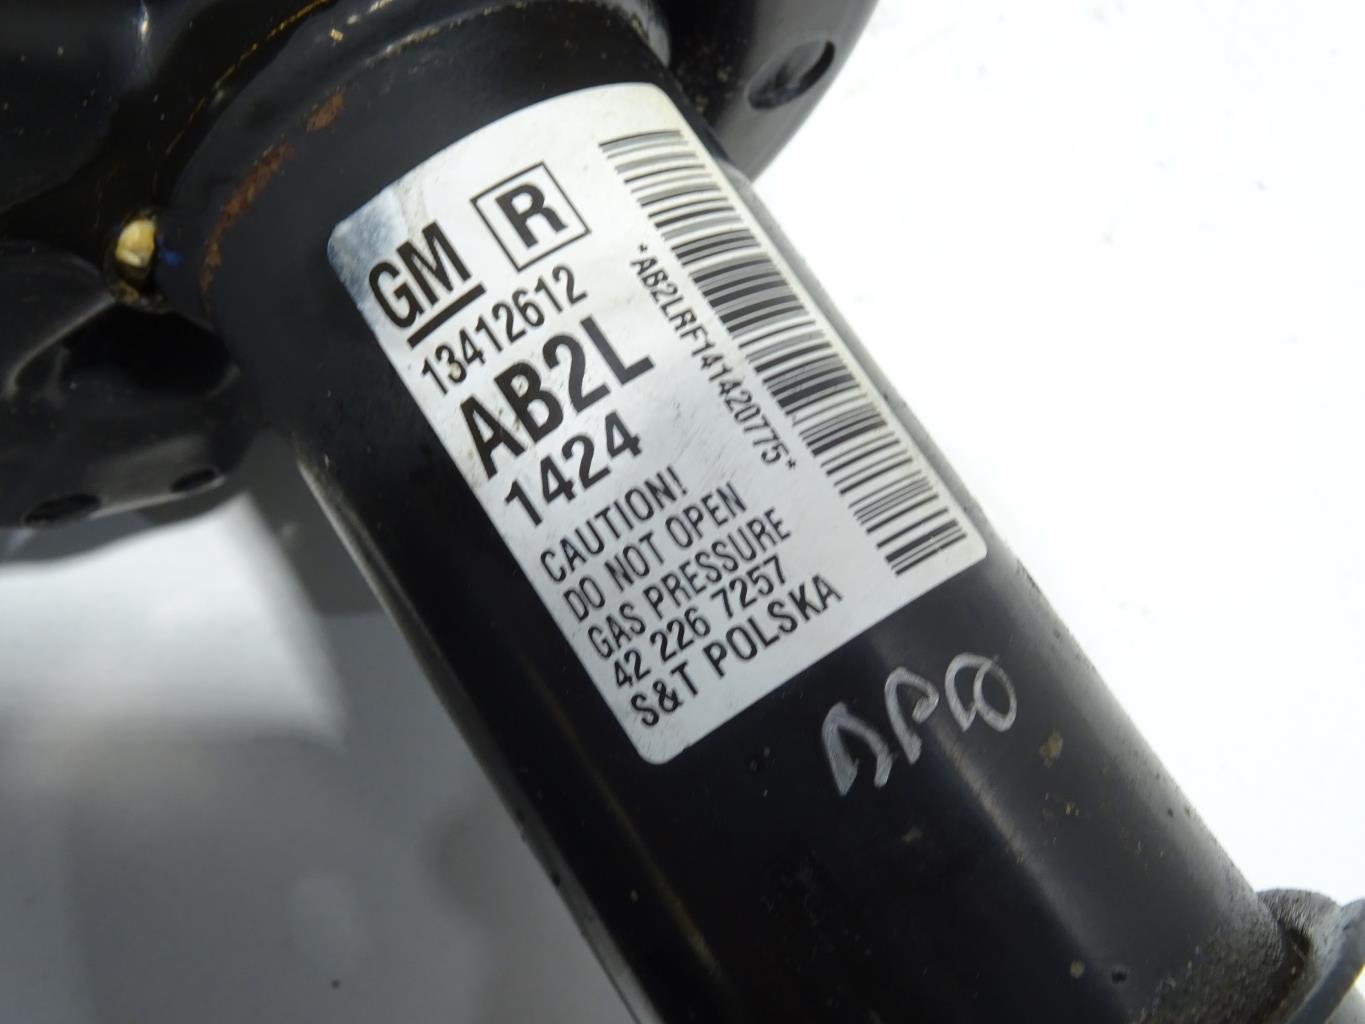 GM R
13412612
AB2L
1424
CAUTION!
DO NOT OPEN
GAS PRESSURE
42 226 7257
S&T POLSKA
*AB2LRF141420775*